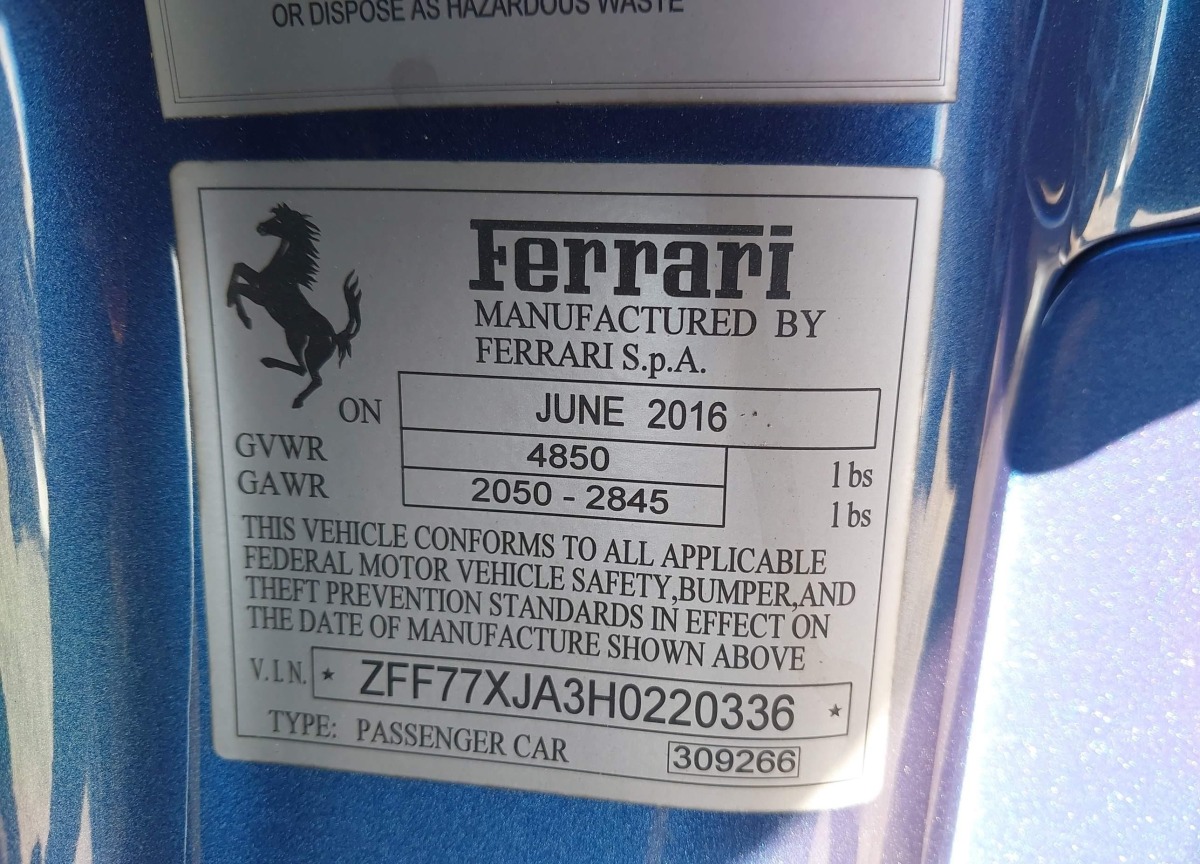 OR DISPOSE AS HAZARDOUS WASTE
Ferrari
MANUFACTURED BY
FERRARI S.p.A.
ON JUNE 2016
GVWR 4850 lbs
GAWR 2050 - 2845 lbs
THIS VEHICLE CONFORMS TO ALL APPLICABLE
FEDERAL MOTOR VEHICLE SAFETY,BUMPER,AND
THEFT PREVENTION STANDARDS IN EFFECT ON
THE DATE OF MANUFACTURE SHOWN ABOVE
V.I.N. ★ ZFF77XJA3H0220336 ★
TYPE: PASSENGER CAR 309266